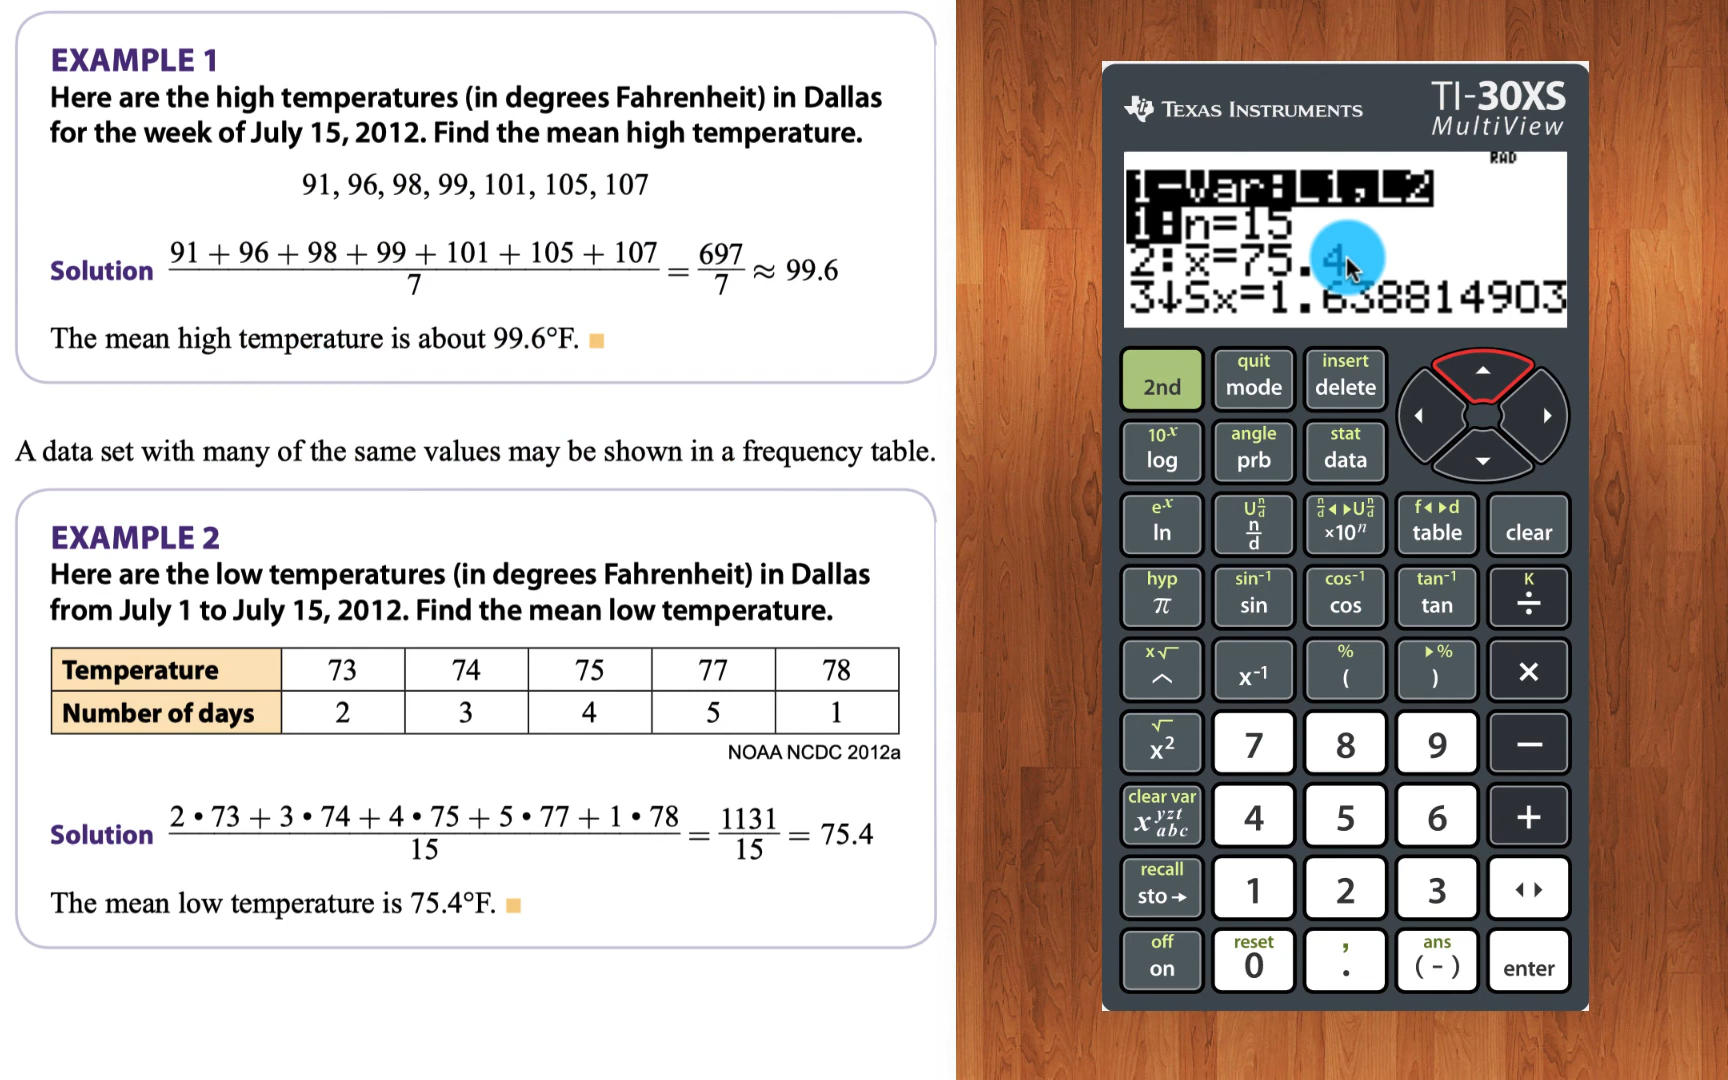 EXAMPLE 1
Here are the high temperatures (in degrees Fahrenheit) in Dallas
for the week of July 15, 2012. Find the mean high temperature.
91, 96, 98, 99, 101, 105, 107
Solution 91 + 96 + 98 + 99 + 101 + 105 + 107 / 7 = 697 / 7 ≈ 99.6
The mean high temperature is about 99.6°F.
A data set with many of the same values may be shown in a frequency table.
EXAMPLE 2
Here are the low temperatures (in degrees Fahrenheit) in Dallas
from July 1 to July 15, 2012. Find the mean low temperature.
Temperature 73 74 75 77 78
Number of days 2 3 4 5 1
NOAA NCDC 2012a
Solution 2 • 73 + 3 • 74 + 4 • 75 + 5 • 77 + 1 • 78 / 15 = 1131 / 15 = 75.4
The mean low temperature is 75.4°F.
TEXAS INSTRUMENTS
TI-30XS
MultiView
RAD
1-Var:L1,L2
1:n=15
2:x̄=75.4
3↓Sx=1.638814903
quit insert
2nd mode delete
10ˣ angle stat
log prb data
eˣ U n/d n/d ◂▸U n/d f◂▸d
ln n/d ×10ⁿ table clear
hyp sin⁻¹ cos⁻¹ tan⁻¹ K
π sin cos tan ÷
x√ % ▸%
^ x⁻¹ ( ) ×
√
x² 7 8 9 −
clear var
x yzt abc 4 5 6 +
recall
sto→ 1 2 3 ◂ ▸
off reset , ans
on 0 . (-) enter